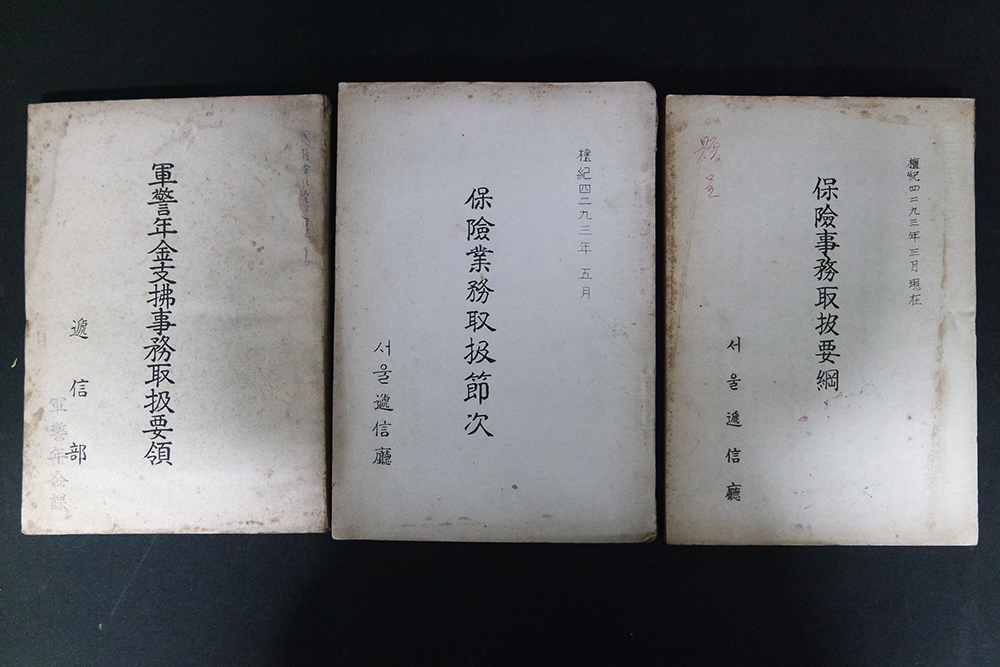 軍警年金支拂事務取扱要領
遞信部
軍警年金課
檀紀四二九三年 五月
保險業務取扱節次
서울遞信廳
檀紀四二九三年三月現在
保險事務取扱要綱
서울遞信廳